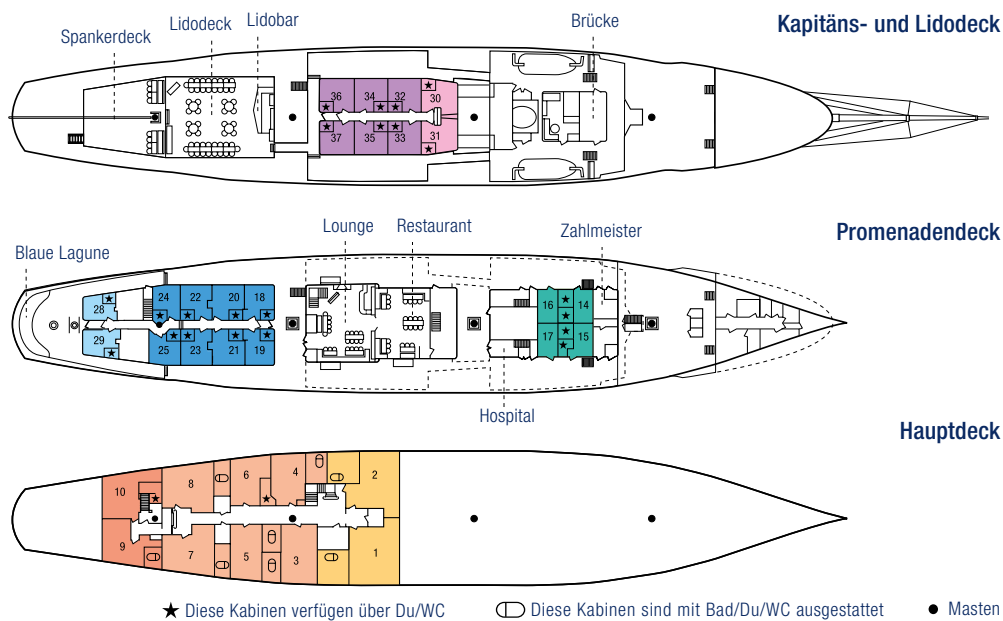 Kapitäns- und Lidodeck
Spankerdeck
Lidodeck
Lidobar
Brücke
36
34
32
30
37
35
33
31
Promenadendeck
Blaue Lagune
Lounge
Restaurant
Zahlmeister
28
24
22
20
18
16
14
29
25
23
21
19
17
15
Hospital
Hauptdeck
10
8
6
4
2
9
7
5
3
1
★ Diese Kabinen verfügen über Du/WC
Diese Kabinen sind mit Bad/Du/WC ausgestattet
● Masten